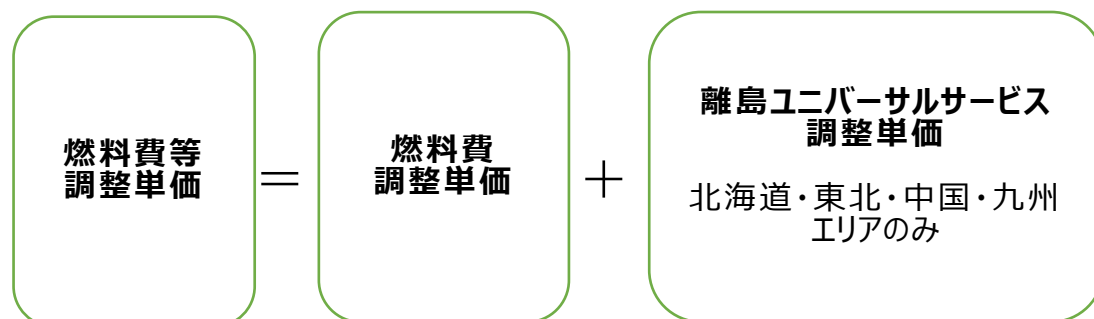 燃料費等
調整単価
＝
燃料費
調整単価
＋
離島ユニバーサルサービス
調整単価
北海道・東北・中国・九州
エリアのみ